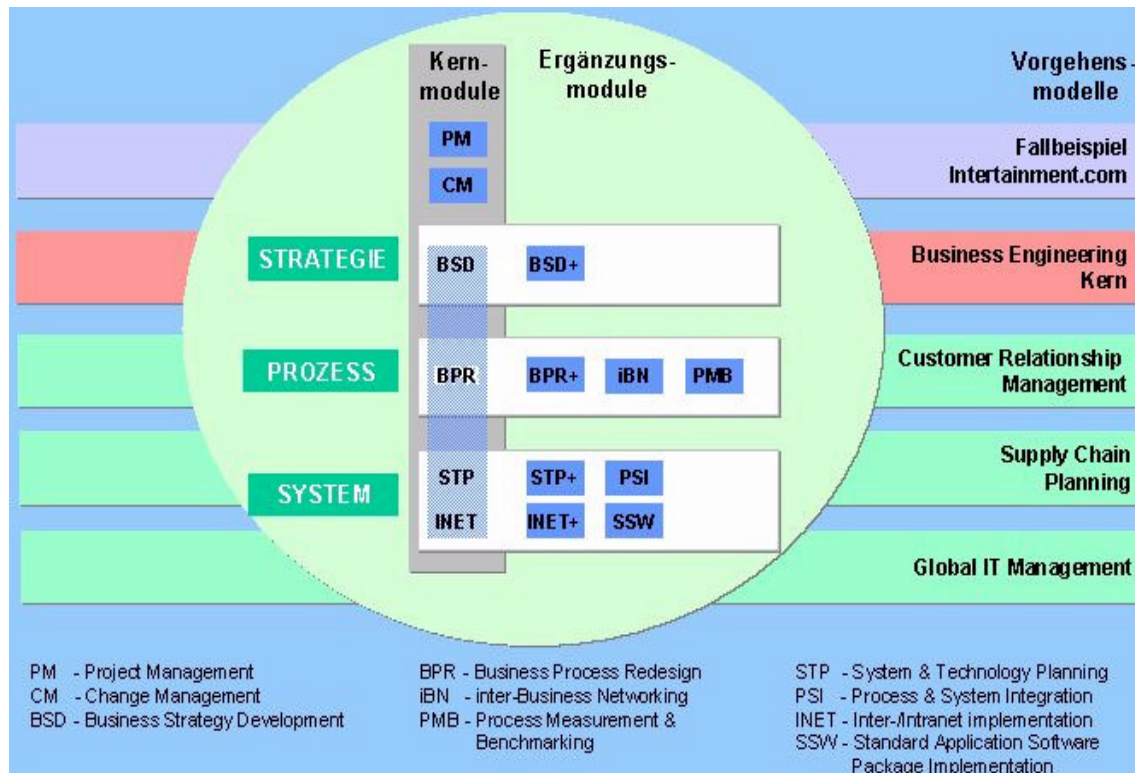 Kern-
module
Ergänzungs-
module
Vorgehens-
modelle
PM
CM
Fallbeispiel
Intertainment.com
STRATEGIE
BSD
BSD+
Business Engineering
Kern
PROZESS
BPR
BPR+
iBN
PMB
Customer Relationship
Management
SYSTEM
STP
STP+
PSI
INET
INET+
SSW
Supply Chain
Planning
Global IT Management
PM - Project Management
CM - Change Management
BSD - Business Strategy Development
BPR - Business Process Redesign
iBN - inter-Business Networking
PMB - Process Measurement &
Benchmarking
STP - System & Technology Planning
PSI - Process & System Integration
INET - Inter-/Intranet implementation
SSW - Standard Application Software
Package Implementation